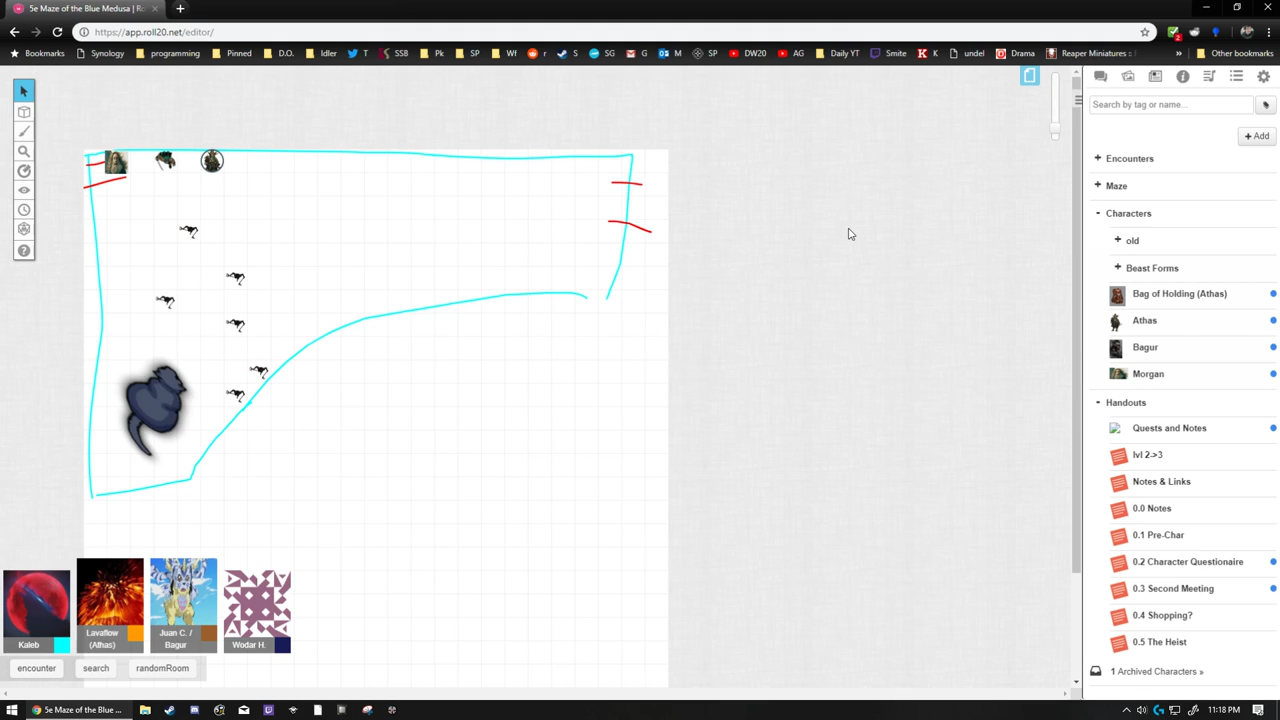 5e Maze of the Blue Medusa | Ro
https://app.roll20.net/editor/
Bookmarks Synology programming Pinned D.O. Idler T SSB Pk SP Wf r S SG G M SP DW20 AG Daily YT Smite K undel Drama Reaper Miniatures :: » Other bookmarks
Search by tag or name...
+ Add
Encounters
Maze
Characters
old
Beast Forms
Bag of Holding (Athas)
Athas
Bagur
Morgan
Handouts
Quests and Notes
lvl 2->3
Notes & Links
0.0 Notes
0.1 Pre-Char
0.2 Character Questionaire
0.3 Second Meeting
0.4 Shopping?
0.5 The Heist
1 Archived Characters »
Kaleb
Lavaflow (Athas)
Juan C. / Bagur
Wodar H.
encounter search randomRoom
5e Maze of the Blue ...
11:18 PM